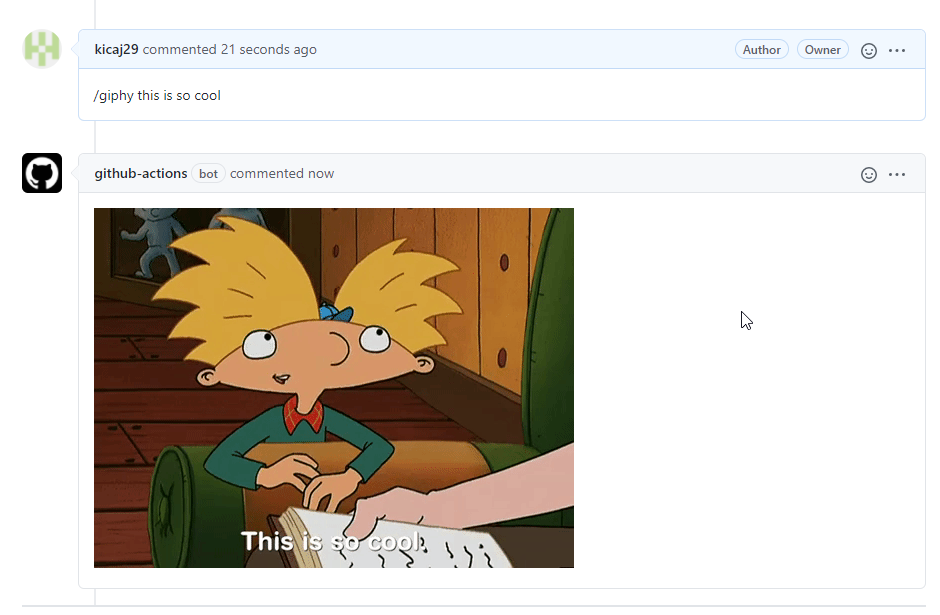 kicaj29 commented 21 seconds ago Author Owner
/giphy this is so cool
github-actions bot commented now
This is so cool.